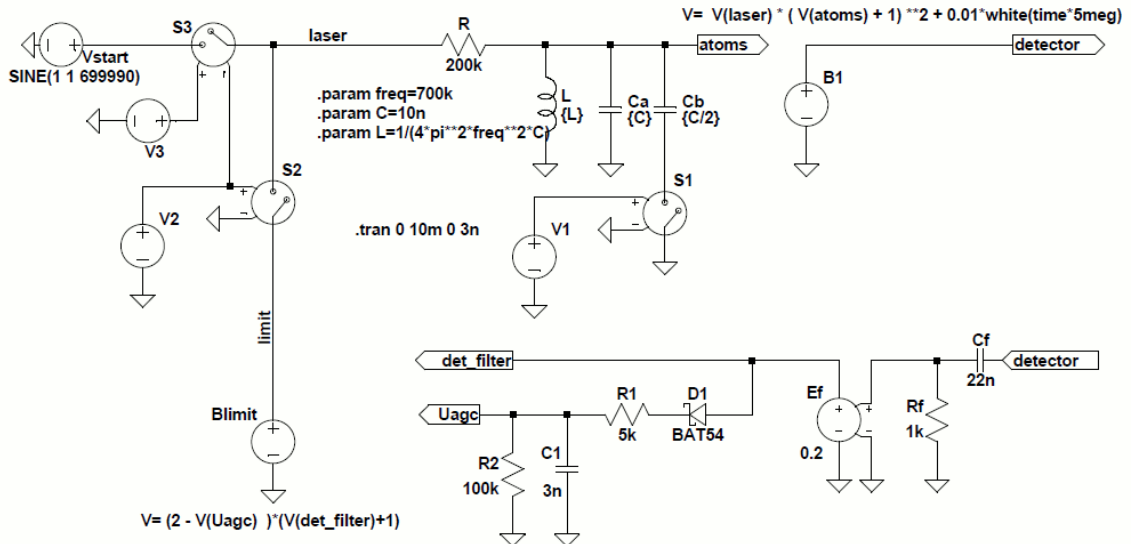 V= V(laser) * ( V(atoms) + 1) **2 + 0.01*white(time*5meg)
S3
laser
R
atoms
detector
Vstart
SINE(1 1 699990)
200k
.param freq=700k
.param C=10n
.param L=1/(4*pi**2*freq**2*C)
L
{L}
Ca
{C}
Cb
{C/2}
B1
V3
S2
S1
V2
.tran 0 10m 0 3n
V1
limit
det_filter
Cf
detector
22n
Uagc
R1
D1
Ef
Rf
Blimit
5k
BAT54
1k
R2
C1
0.2
100k
3n
V= (2 - V(Uagc) )*(V(det_filter)+1)